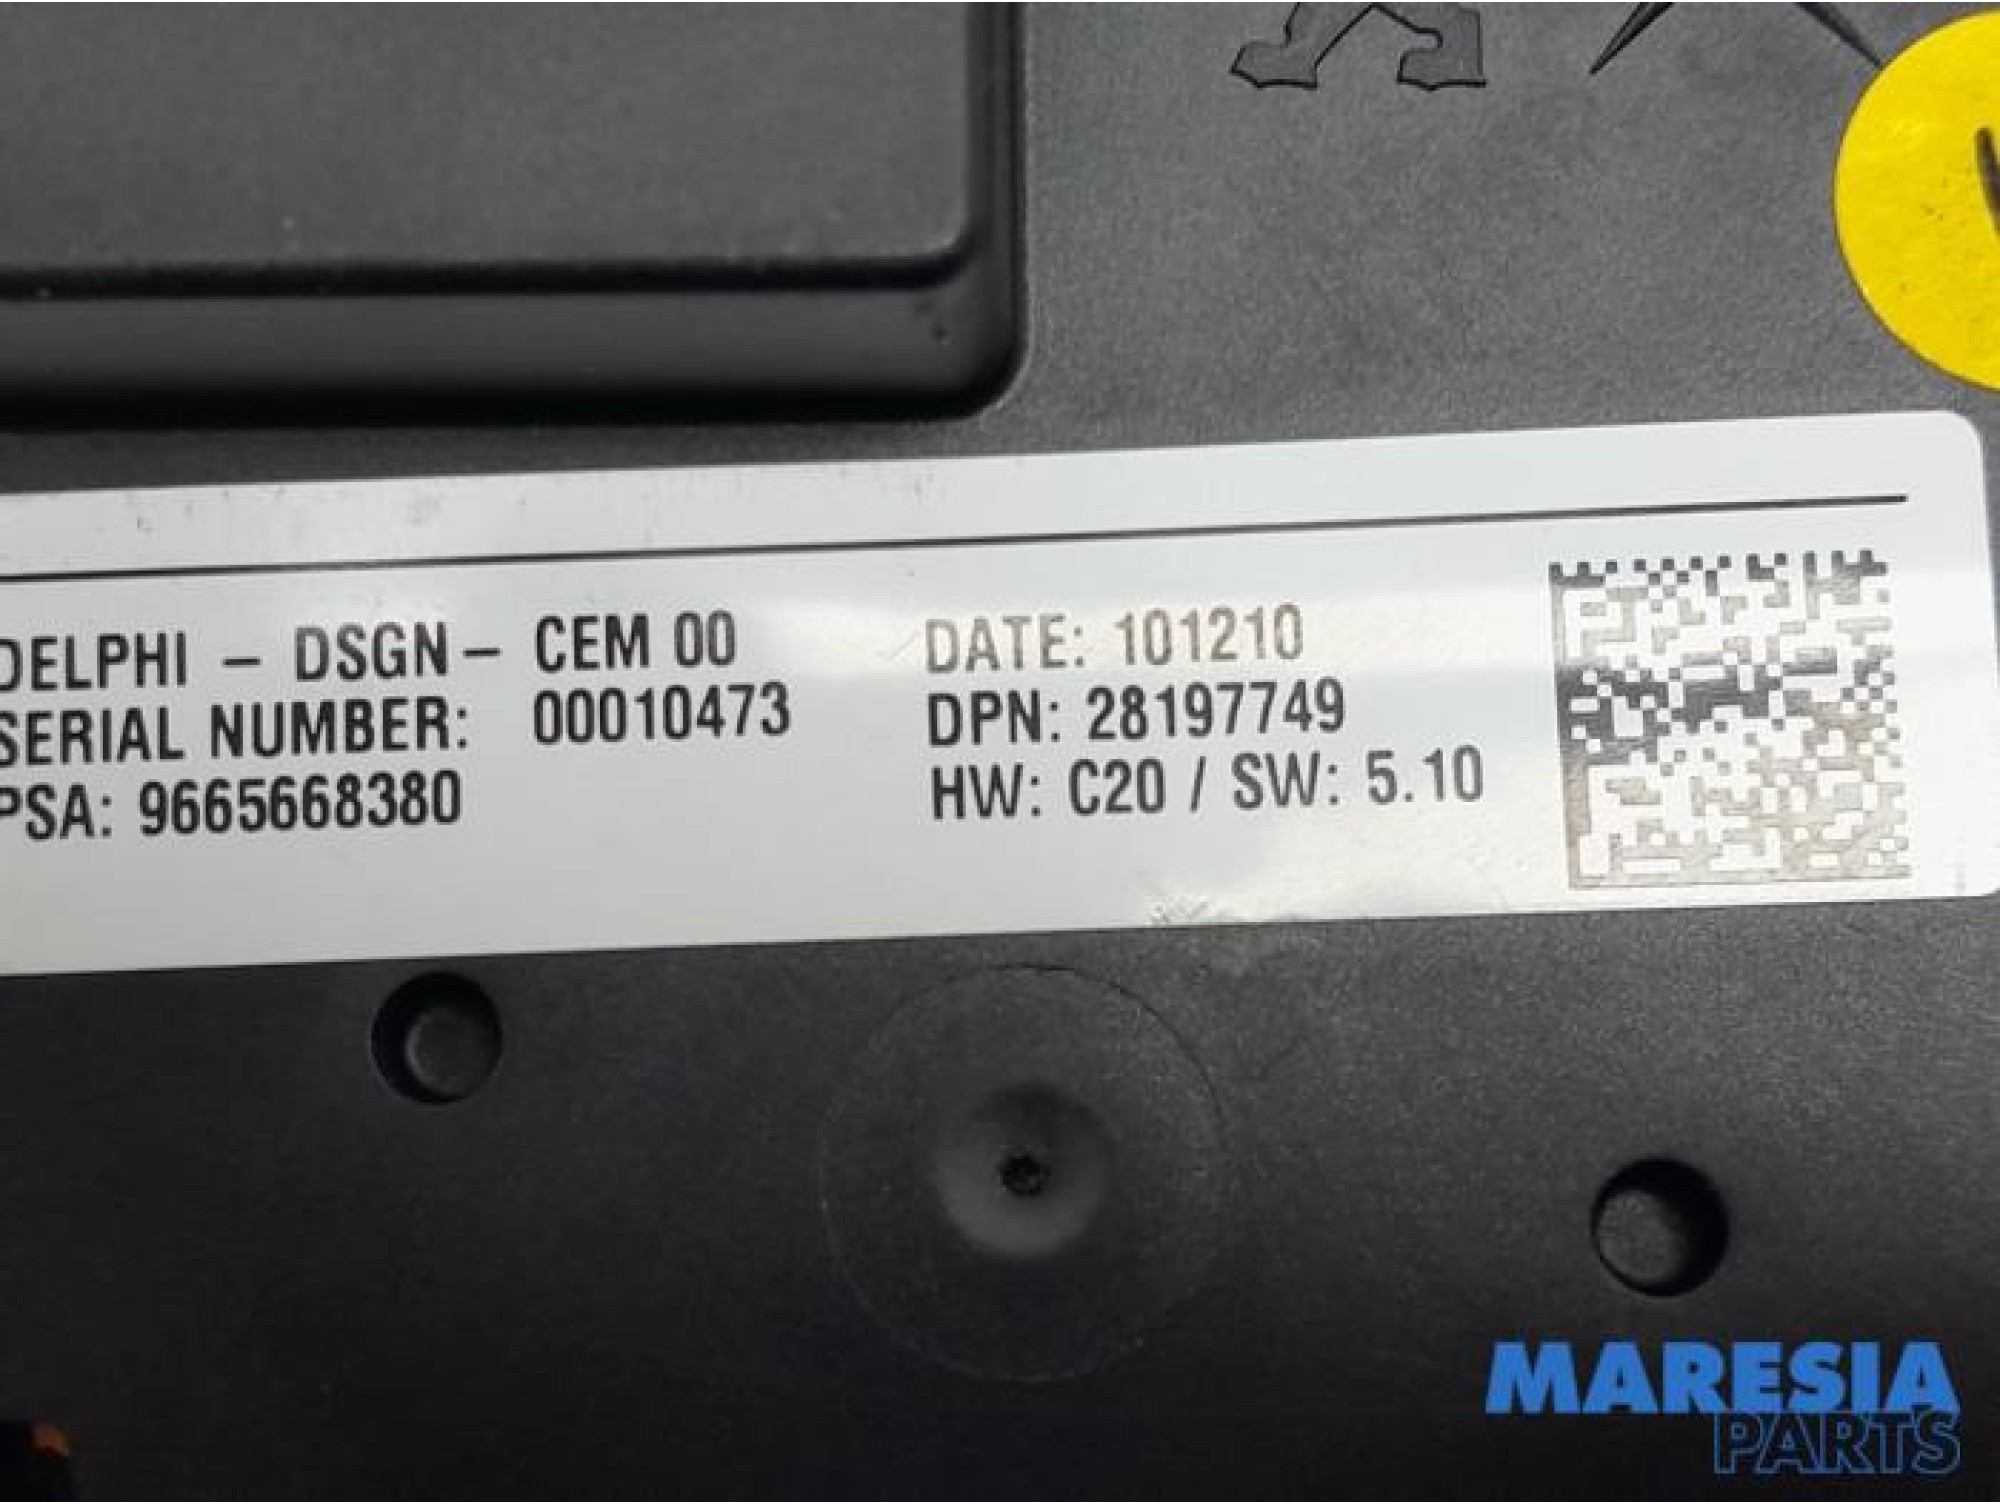 DELPHI – DSGN – CEM 00
SERIAL NUMBER: 00010473
PSA: 9665668380
DATE: 101210
DPN: 28197749
HW: C20 / SW: 5.10
MARESIA
PARTS